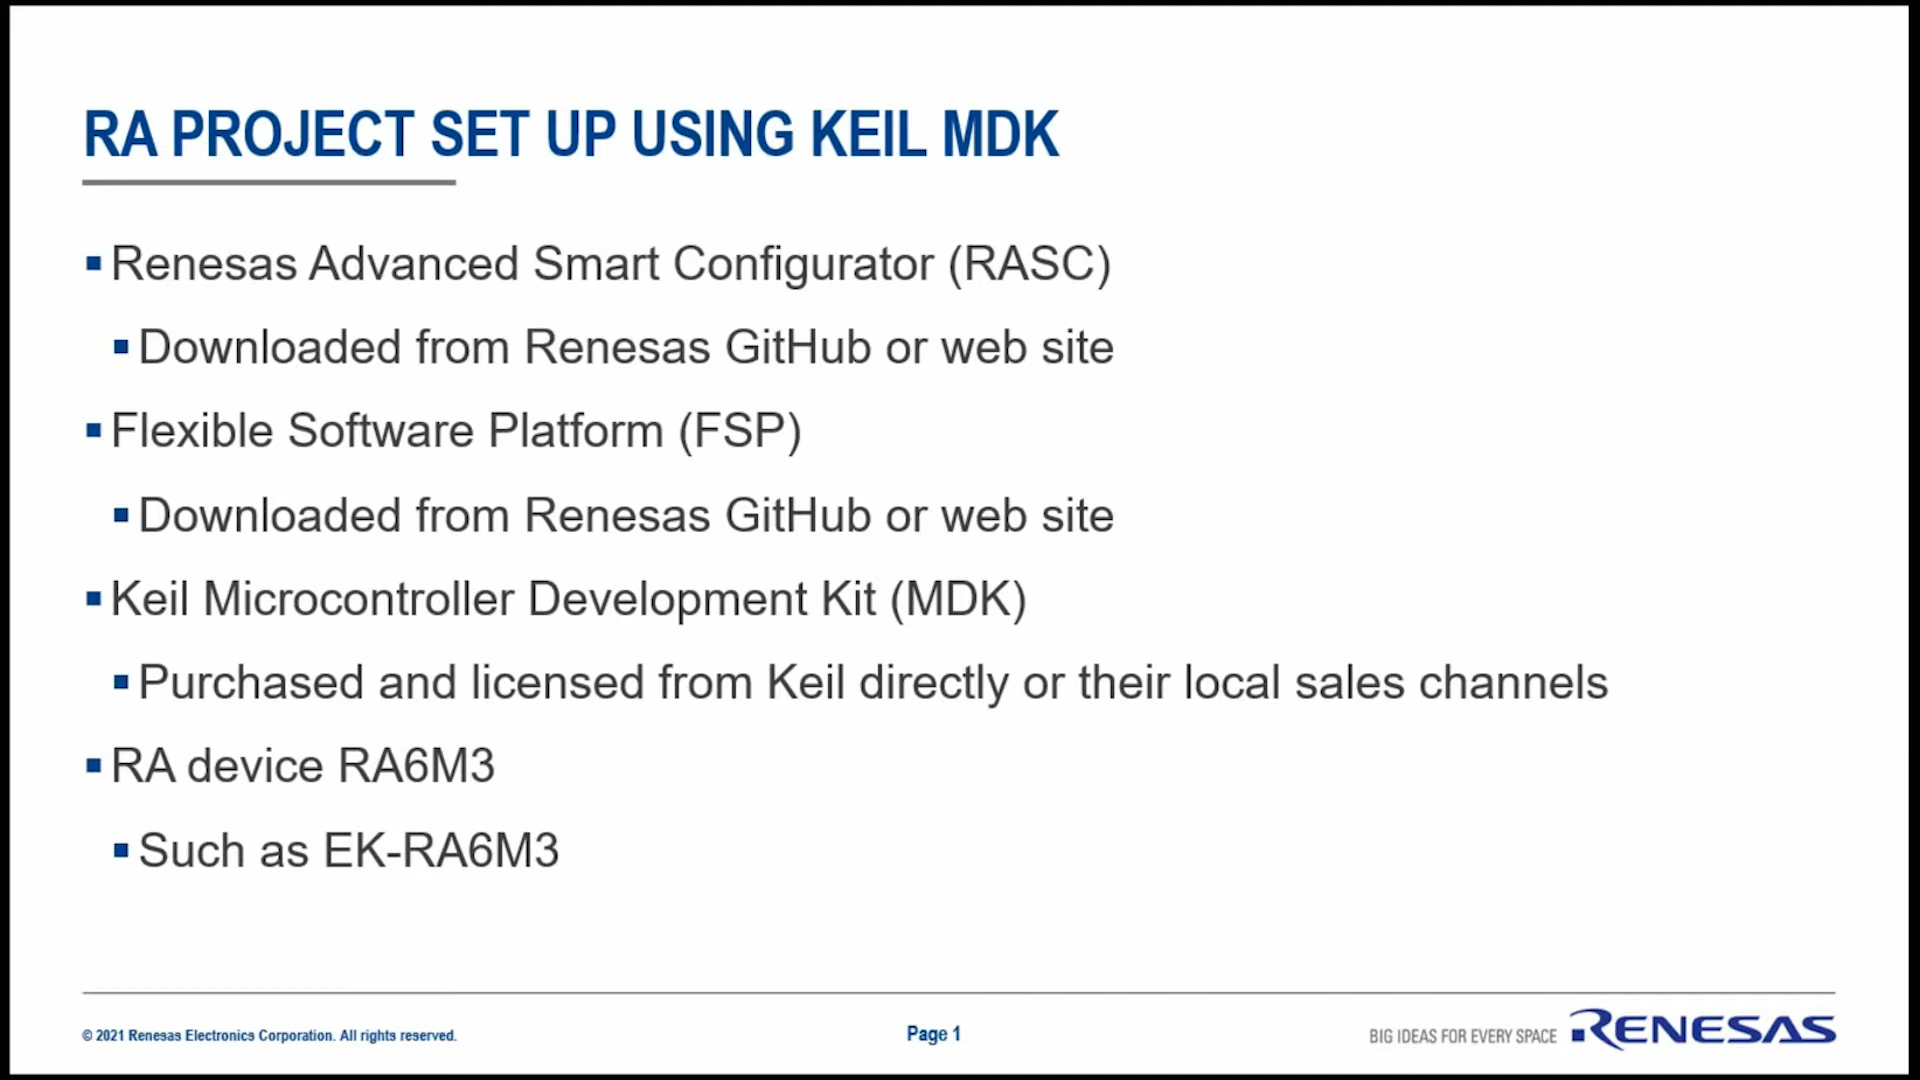 RA PROJECT SET UP USING KEIL MDK
Renesas Advanced Smart Configurator (RASC)
Downloaded from Renesas GitHub or web site
Flexible Software Platform (FSP)
Downloaded from Renesas GitHub or web site
Keil Microcontroller Development Kit (MDK)
Purchased and licensed from Keil directly or their local sales channels
RA device RA6M3
Such as EK-RA6M3
© 2021 Renesas Electronics Corporation. All rights reserved.
Page 1
BIG IDEAS FOR EVERY SPACE
RENESAS